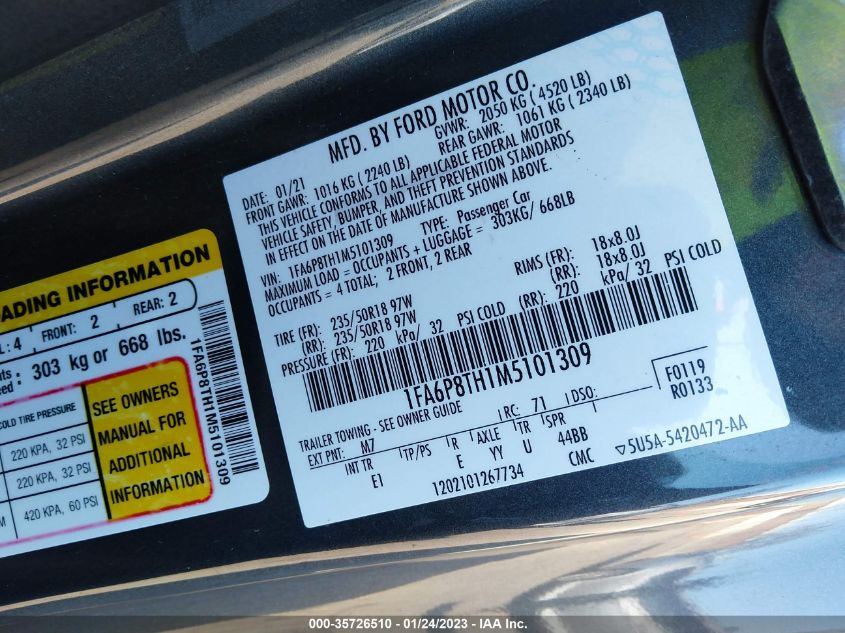 MFD. BY FORD MOTOR CO.
DATE: 01/21
GVWR: 2050 KG ( 4520 LB)
FRONT GAWR: 1016 KG ( 2240 LB)
REAR GAWR: 1061 KG ( 2340 LB)
THIS VEHICLE CONFORMS TO ALL APPLICABLE FEDERAL MOTOR
VEHICLE SAFETY, BUMPER, AND THEFT PREVENTION STANDARDS
IN EFFECT ON THE DATE OF MANUFACTURE SHOWN ABOVE.
VIN: 1FA6P8TH1M5101309 TYPE: Passenger Car
MAXIMUM LOAD = OCCUPANTS + LUGGAGE = 303KG/ 668LB
OCCUPANTS = 4 TOTAL, 2 FRONT, 2 REAR
TIRE (FR): 235/50R18 97W RIMS (FR): 18x8.0J
(RR): 235/50R18 97W (RR): 18x8.0J
PRESSURE (FR): 220 kPa/ 32 PSI COLD (RR): 220 kPa/ 32 PSI COLD
1FA6P8TH1M5101309
TRAILER TOWING - SEE OWNER GUIDE
F0119
R0133
EXT PNT: M7 RC: 71 DSO:
INT TR TP/PS R AXLE TR SPR
EI E YY U 44BB
1202101267734 CMC 5U5A-5420472-AA
ADING INFORMATION
L: 4 FRONT: 2 REAR: 2
303 kg or 668 lbs.
COLD TIRE PRESSURE
220 KPA, 32 PSI
220 KPA, 32 PSI
420 KPA, 60 PSI
SEE OWNERS
MANUAL FOR
ADDITIONAL
INFORMATION
1FA6P8TH1M5101309
000-35726510 - 01/24/2023 - IAA Inc.